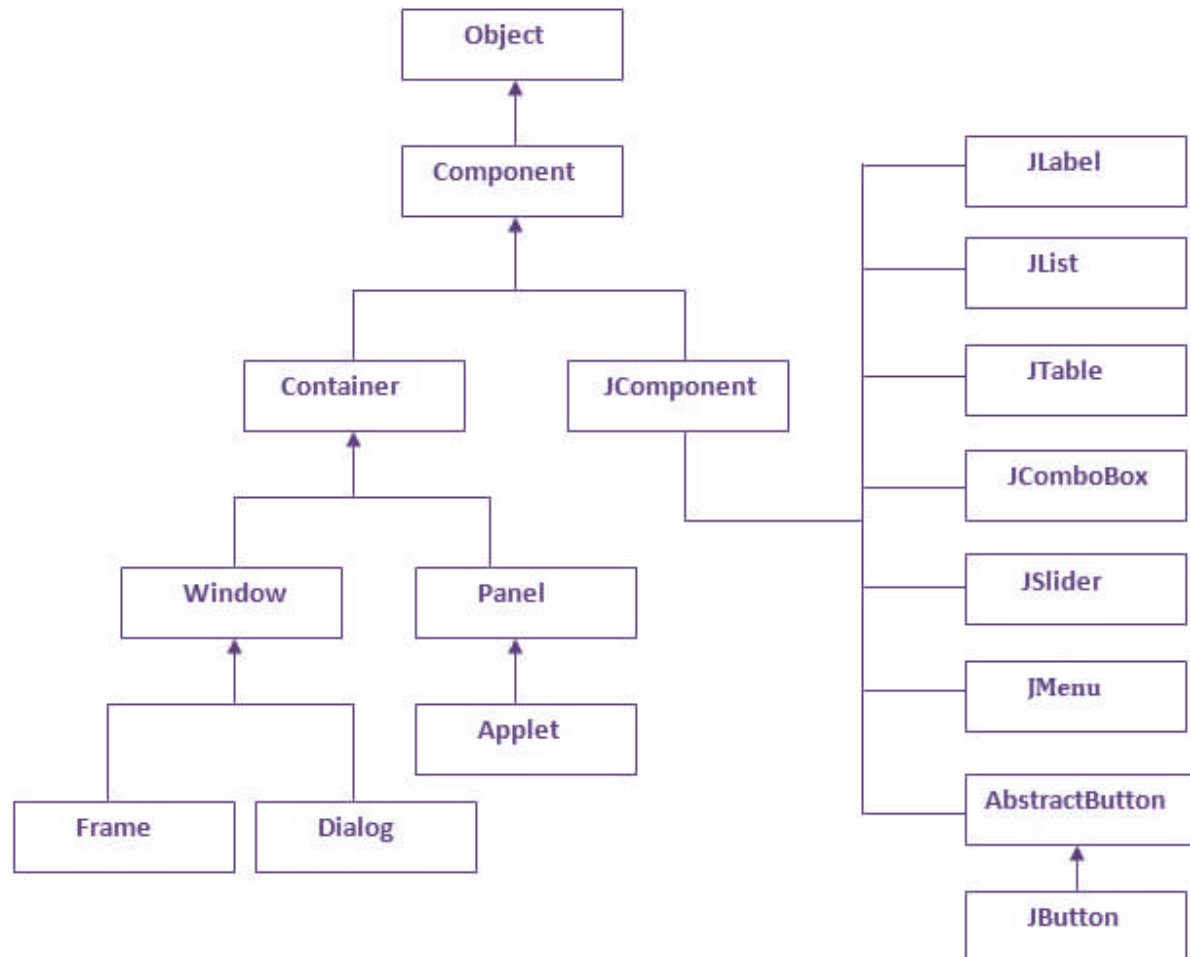 Object
Component
JLabel
JList
Container
JComponent
JTable
JComboBox
Window
Panel
JSlider
JMenu
Applet
AbstractButton
Frame
Dialog
JButton